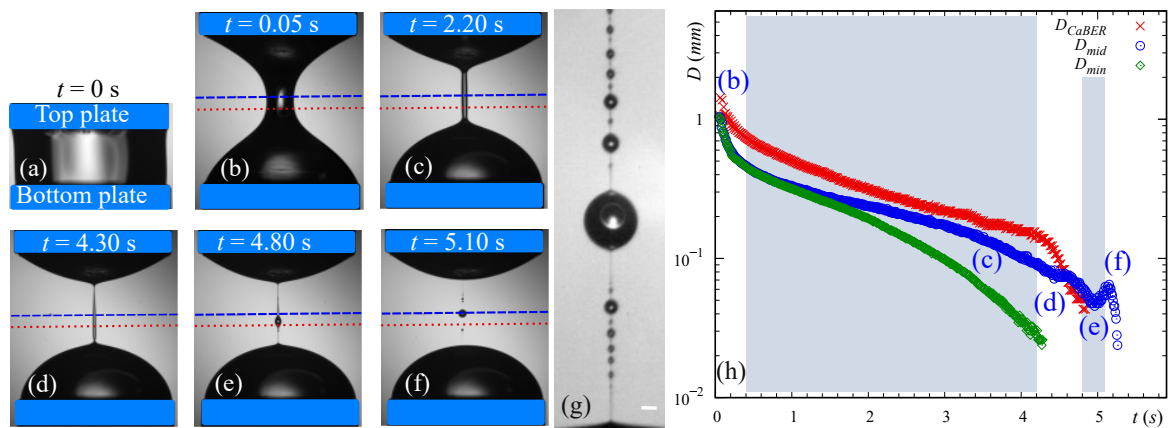 t = 0 s
Top plate
(a)
Bottom plate
t = 0.05 s
(b)
t = 2.20 s
(c)
t = 4.30 s
(d)
t = 4.80 s
(e)
t = 5.10 s
(f)
(g)
D (mm)
1
10⁻¹
10⁻²
D_CaBER
D_mid
D_min
(b)
(c)
(d)
(e)
(f)
(h)
0 1 2 3 4 5 t (s)